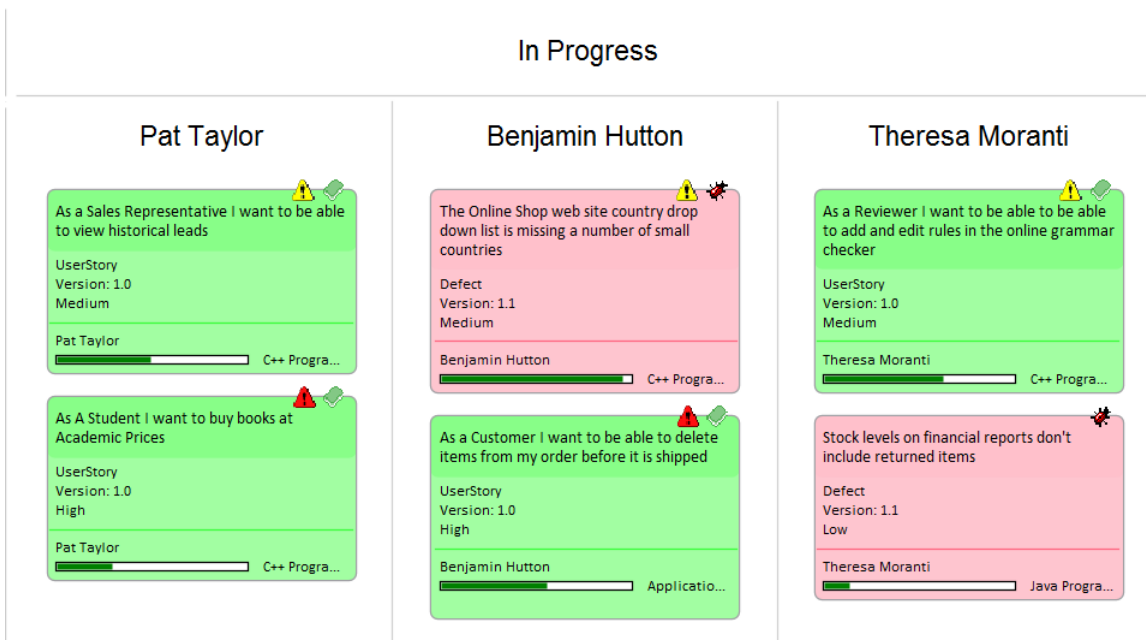 In Progress
Pat Taylor
As a Sales Representative I want to be able
to view historical leads
UserStory
Version: 1.0
Medium
Pat Taylor
C++ Progra...
As A Student I want to buy books at
Academic Prices
UserStory
Version: 1.0
High
Pat Taylor
C++ Progra...
Benjamin Hutton
The Online Shop web site country drop
down list is missing a number of small
countries
Defect
Version: 1.1
Medium
Benjamin Hutton
C++ Progra...
As a Customer I want to be able to delete
items from my order before it is shipped
UserStory
Version: 1.0
High
Benjamin Hutton
Applicatio...
Theresa Moranti
As a Reviewer I want to be able to be able
to add and edit rules in the online grammar
checker
UserStory
Version: 1.0
Medium
Theresa Moranti
C++ Progra...
Stock levels on financial reports don't
include returned items
Defect
Version: 1.1
Low
Theresa Moranti
Java Progra...